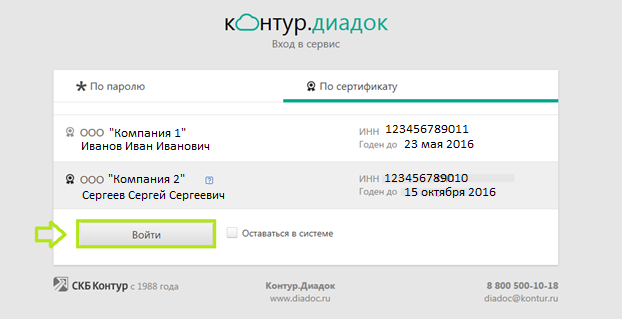 контур.диадок
Вход в сервис
По паролю
По сертификату
ООО "Компания 1"
ИНН 123456789011
Иванов Иван Иванович
Годен до 23 мая 2016
ООО "Компания 2" ?
ИНН 123456789010
Сергеев Сергей Сергеевич
Годен до 15 октября 2016
Войти
Оставаться в системе
СКБ Контур с 1988 года
Контур.Диадок
8 800 500-10-18
www.diadoc.ru
diadoc@kontur.ru